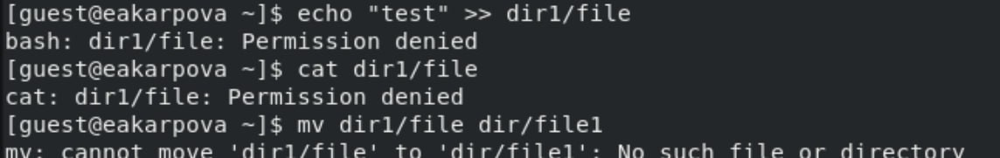 [guest@eakarpova ~]$ echo "test" >> dir1/file
bash: dir1/file: Permission denied
[guest@eakarpova ~]$ cat dir1/file
cat: dir1/file: Permission denied
[guest@eakarpova ~]$ mv dir1/file dir/file1
mv: cannot move 'dir1/file' to 'dir/file1': No such file or directory